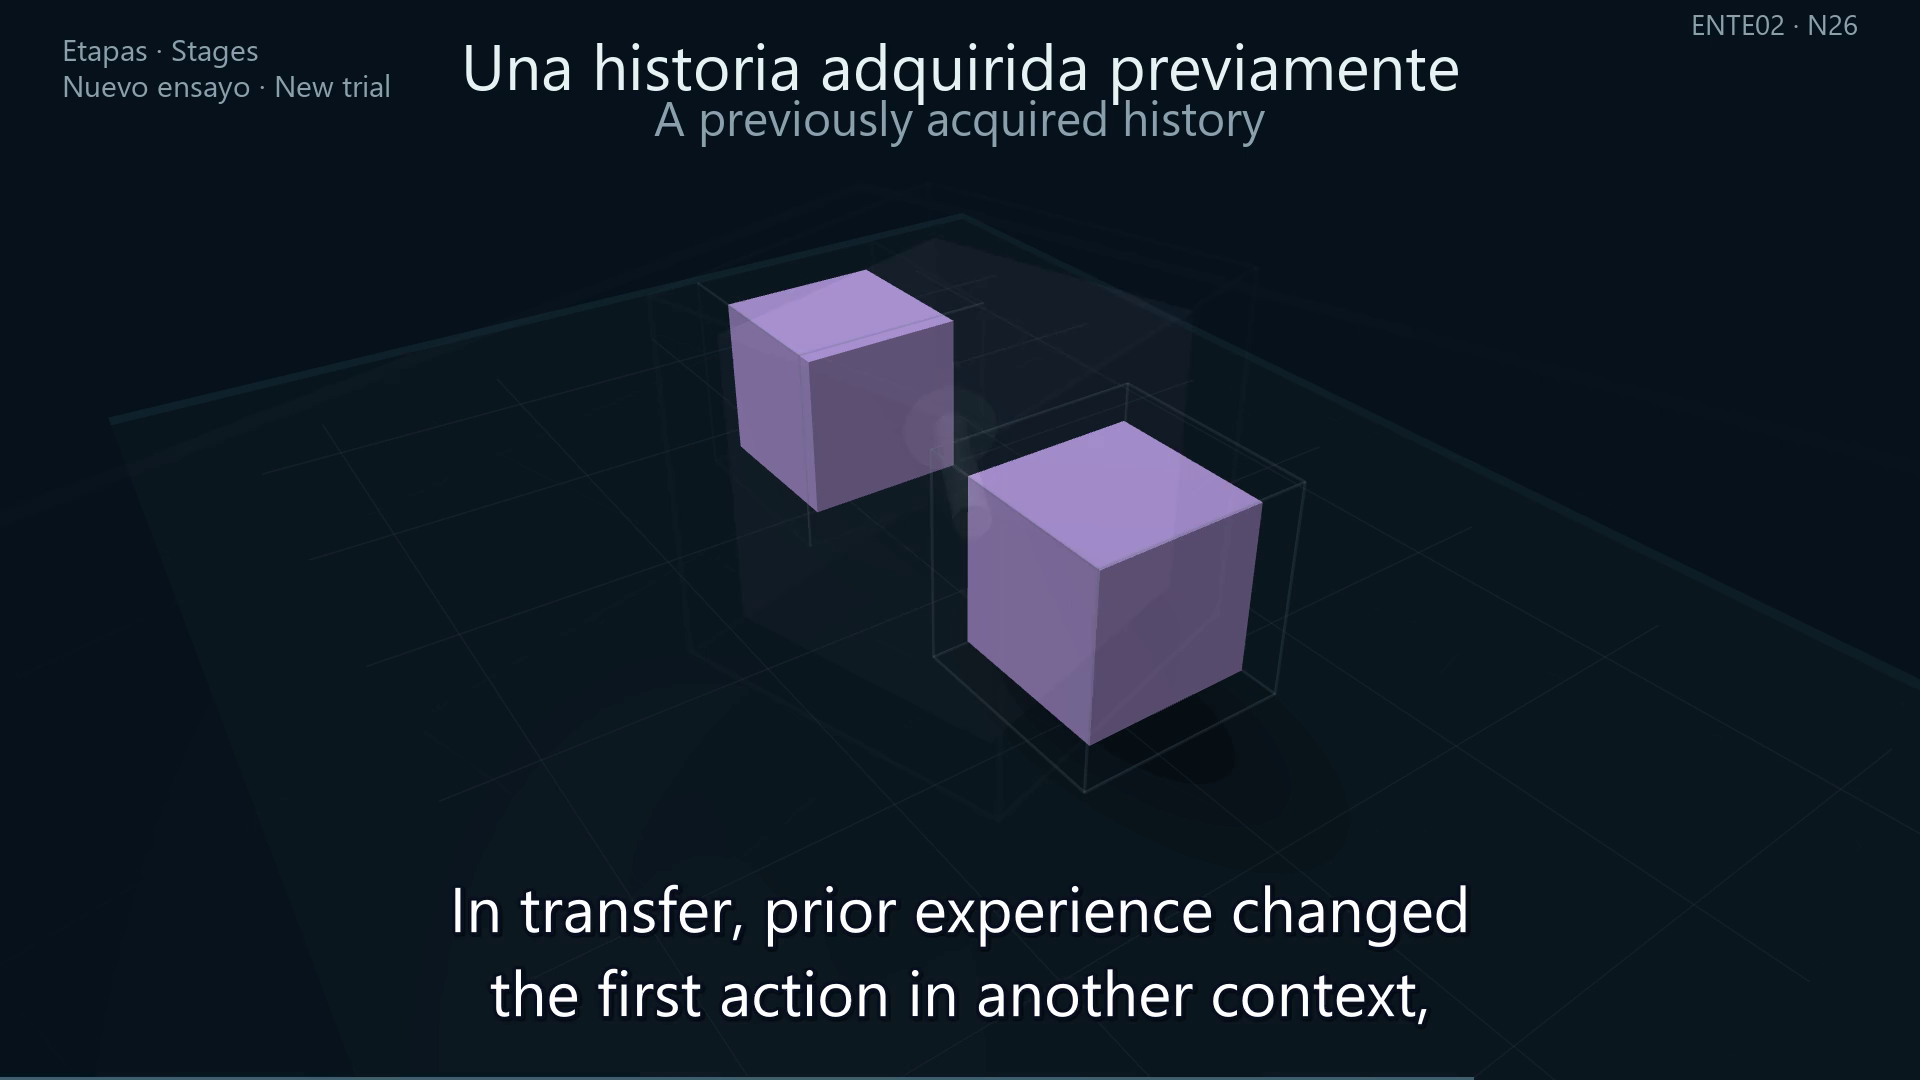 Etapas · Stages
Nuevo ensayo · New trial
Una historia adquirida previamente
A previously acquired history
ENTE02 · N26
In transfer, prior experience changed
the first action in another context,